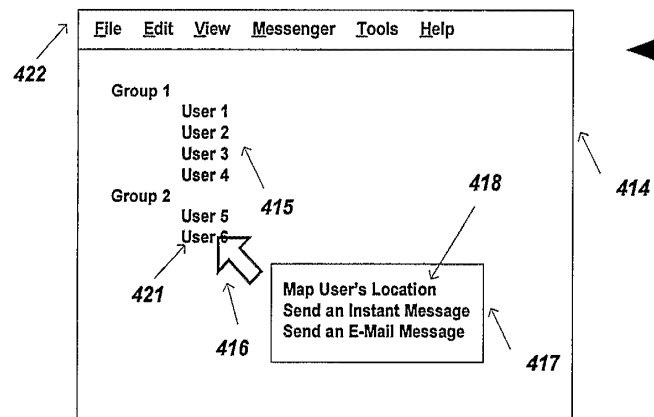 File Edit View Messenger Tools Help
422
Group 1
User 1
User 2
User 3
User 4
415
414
Group 2
User 5
User 6
421
416
418
Map User's Location
Send an Instant Message
Send an E-Mail Message
417